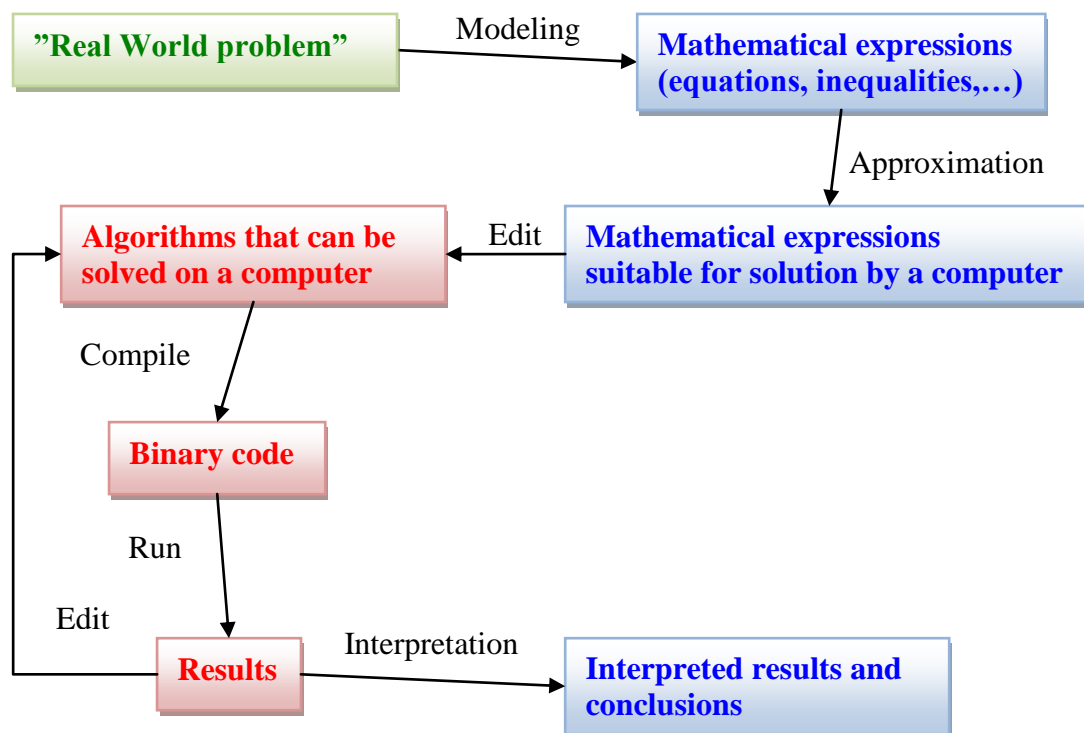 ”Real World problem”
Modeling
Mathematical expressions
(equations, inequalities,…)
Approximation
Algorithms that can be
solved on a computer
Edit
Mathematical expressions
suitable for solution by a computer
Compile
Binary code
Run
Edit
Results
Interpretation
Interpreted results and
conclusions